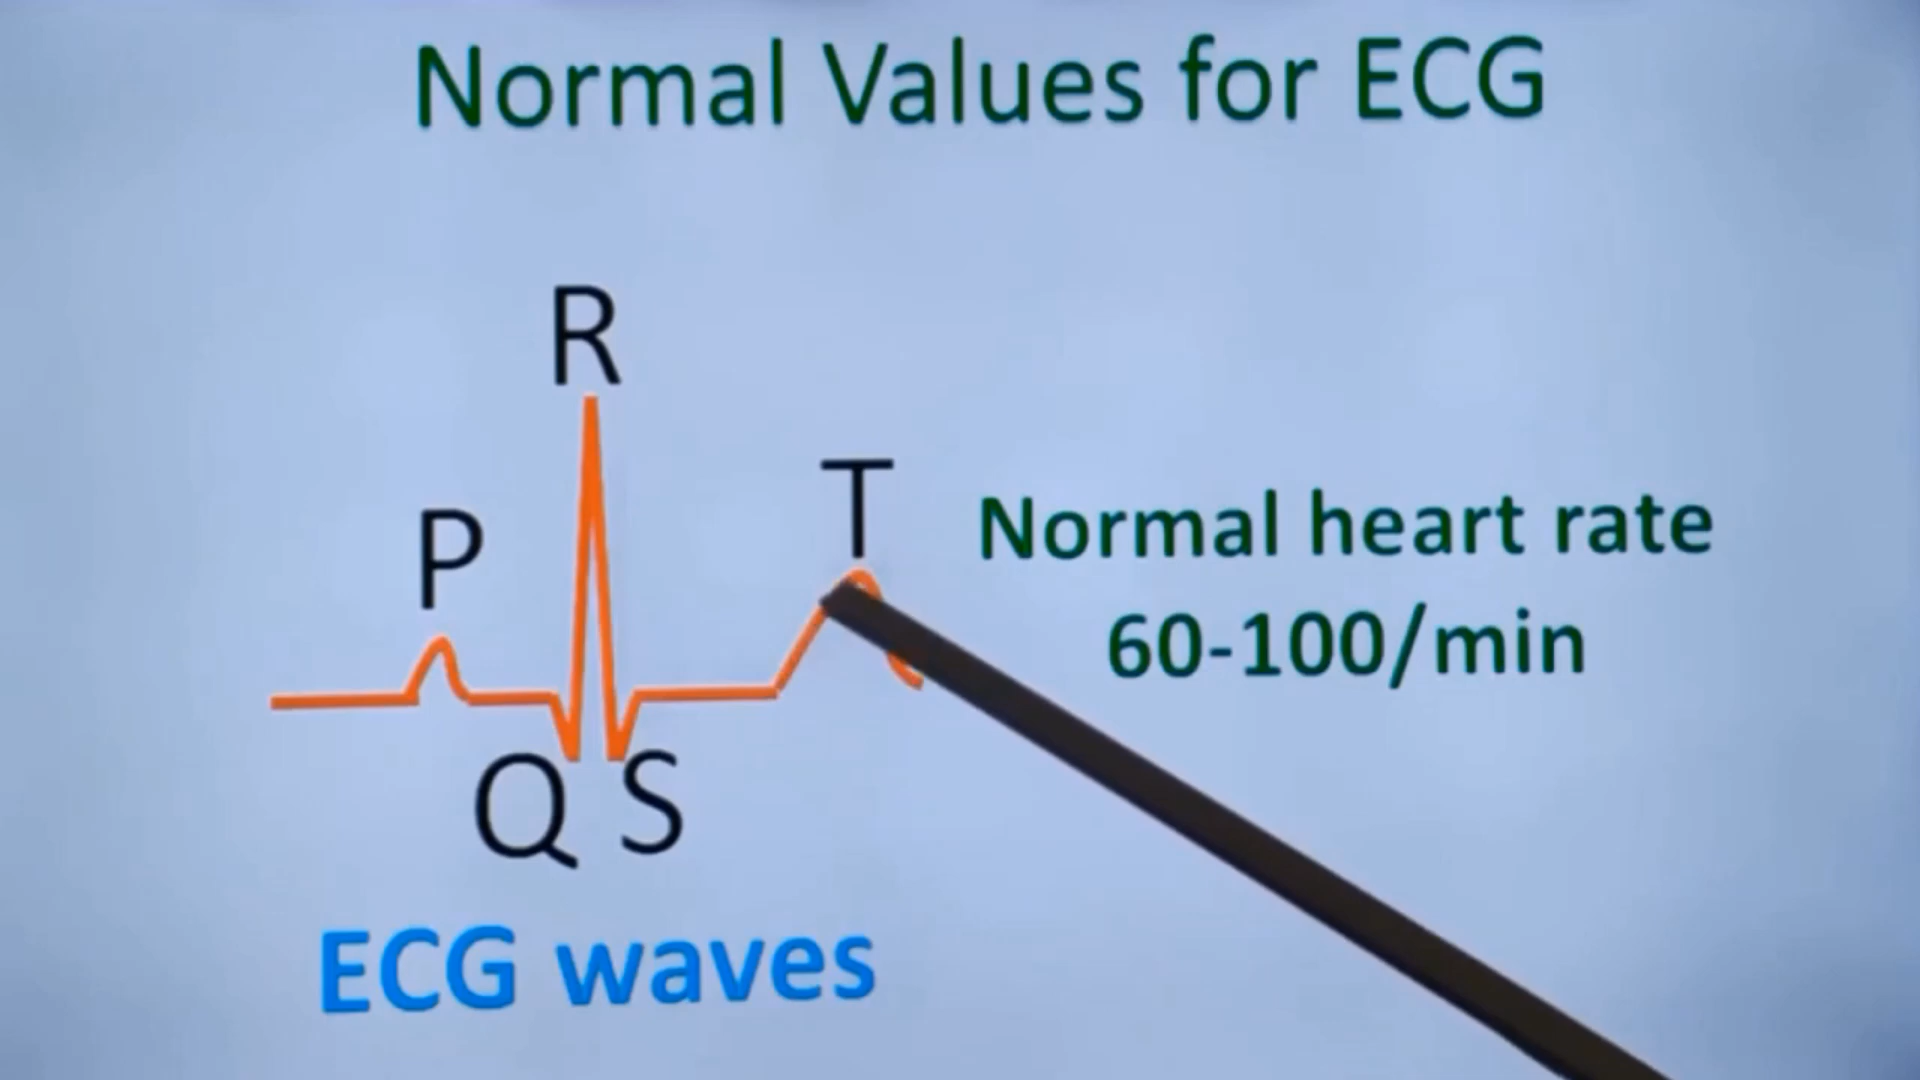 Normal Values for ECG
R
P
T
Normal heart rate
60-100/min
Q S
ECG waves